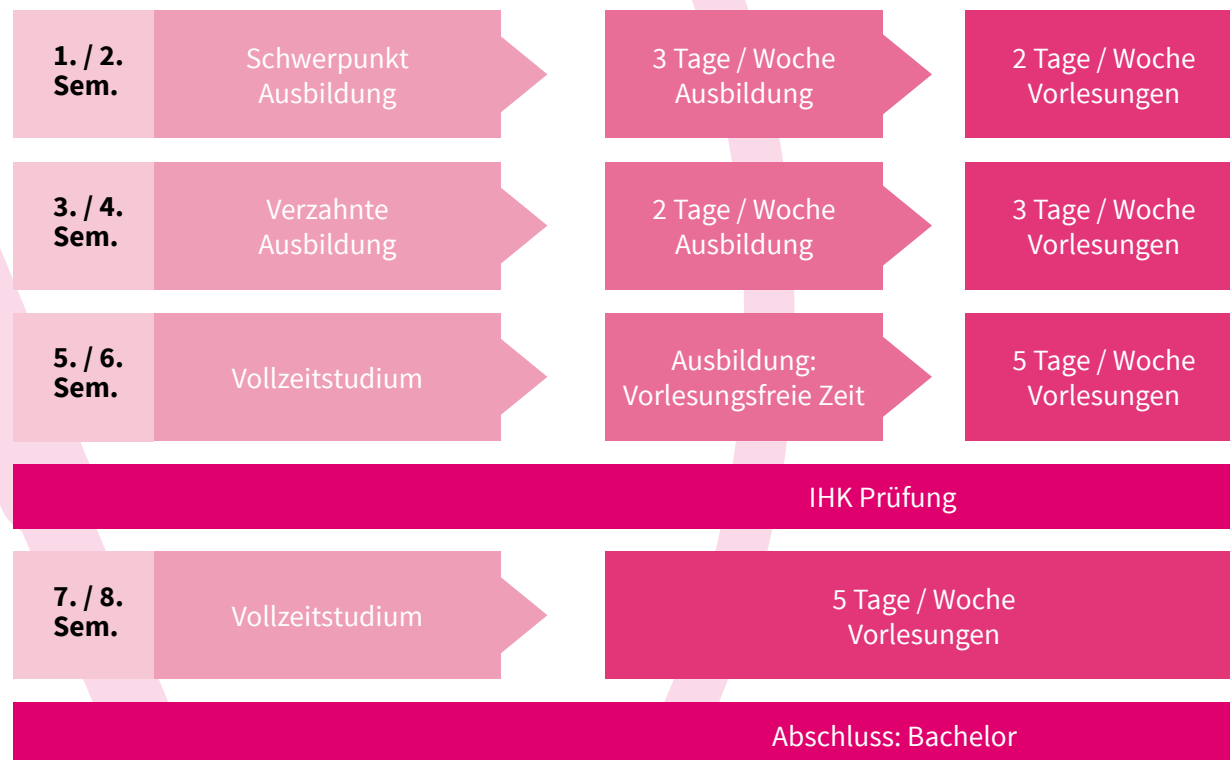 1. / 2.
Sem.
Schwerpunkt
Ausbildung
3 Tage / Woche
Ausbildung
2 Tage / Woche
Vorlesungen
3. / 4.
Sem.
Verzahnte
Ausbildung
2 Tage / Woche
Ausbildung
3 Tage / Woche
Vorlesungen
5. / 6.
Sem.
Vollzeitstudium
Ausbildung:
Vorlesungsfreie Zeit
5 Tage / Woche
Vorlesungen
IHK Prüfung
7. / 8.
Sem.
Vollzeitstudium
5 Tage / Woche
Vorlesungen
Abschluss: Bachelor